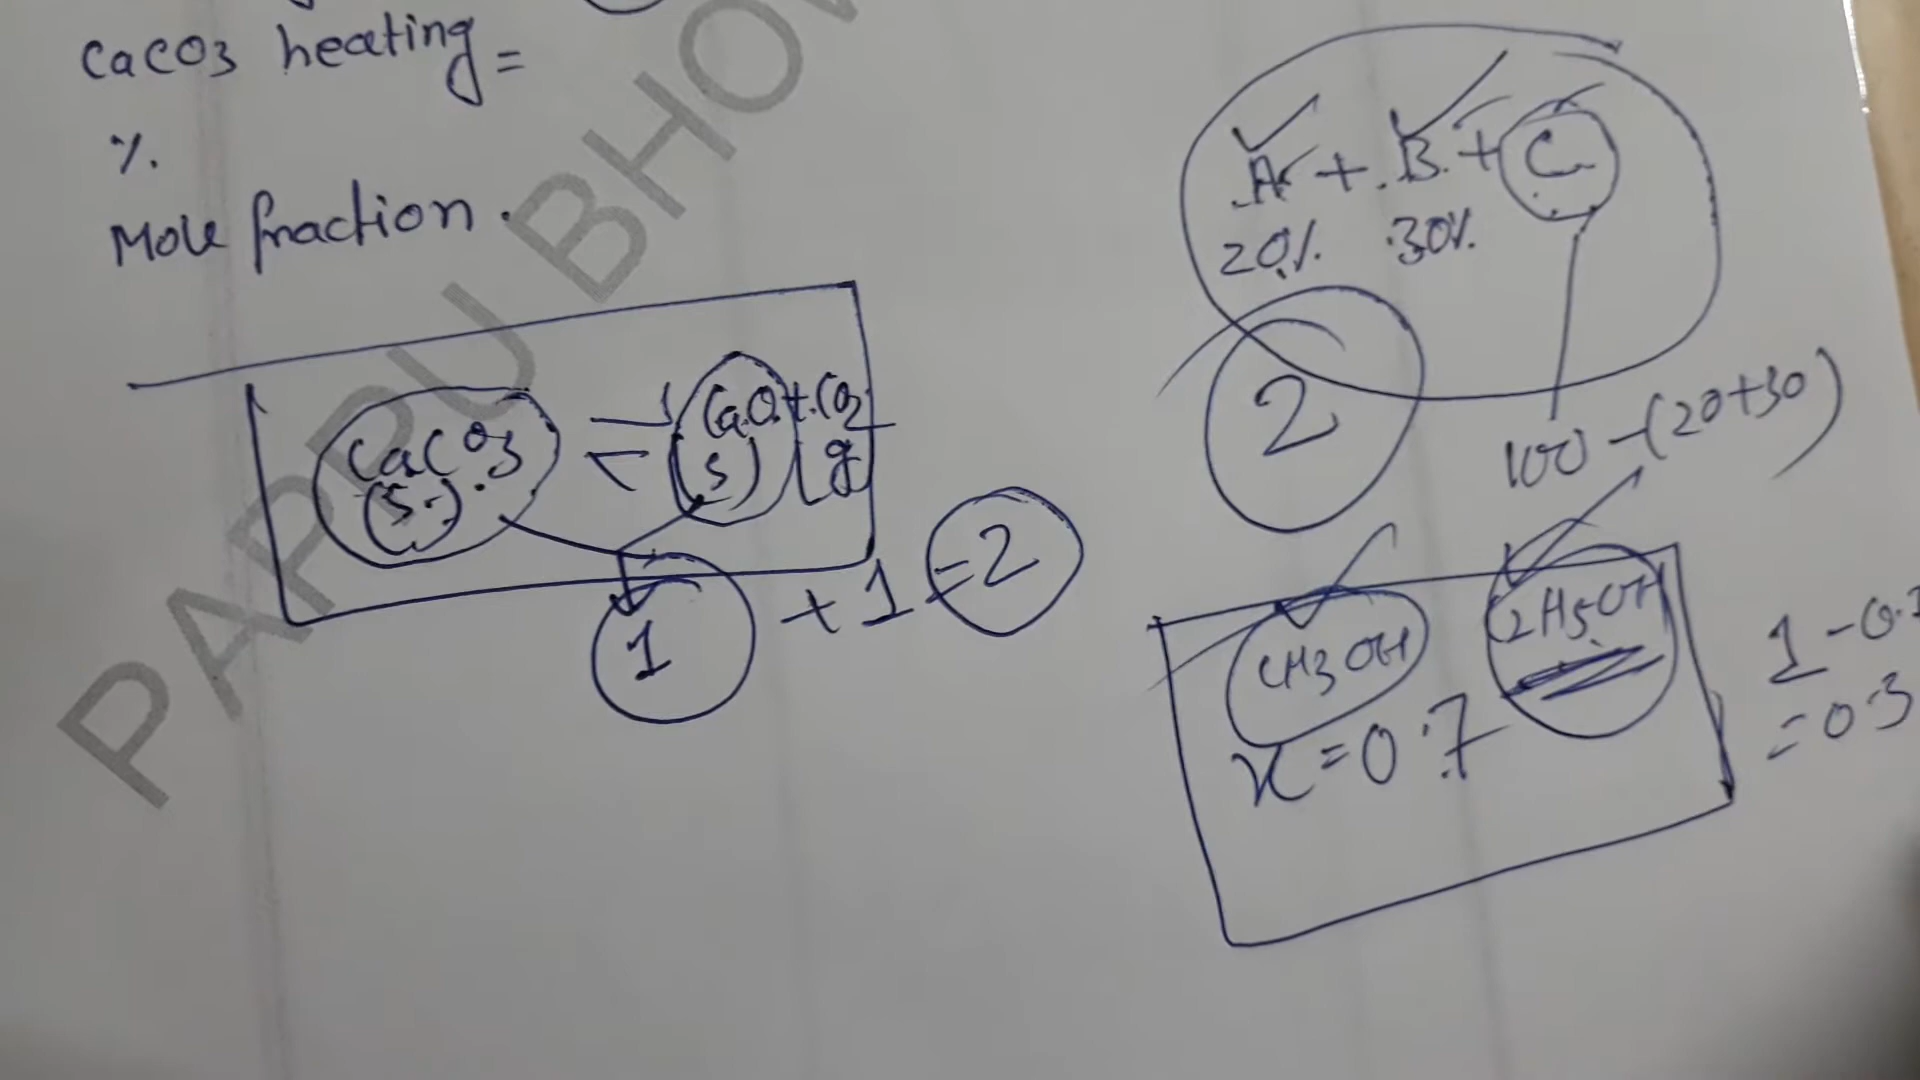 CaCO3 heating =
%.
Mole fraction.
CaCO3 ⇌ CaO + CO2
(s) (s) (g)
1 + 1 = 2
A + B + C
20% 30%
2
100 - (20+30)
CH3OH C2H5OH
x = 0.7
1 - 0.7
= 0.3
PAPPU BHOW